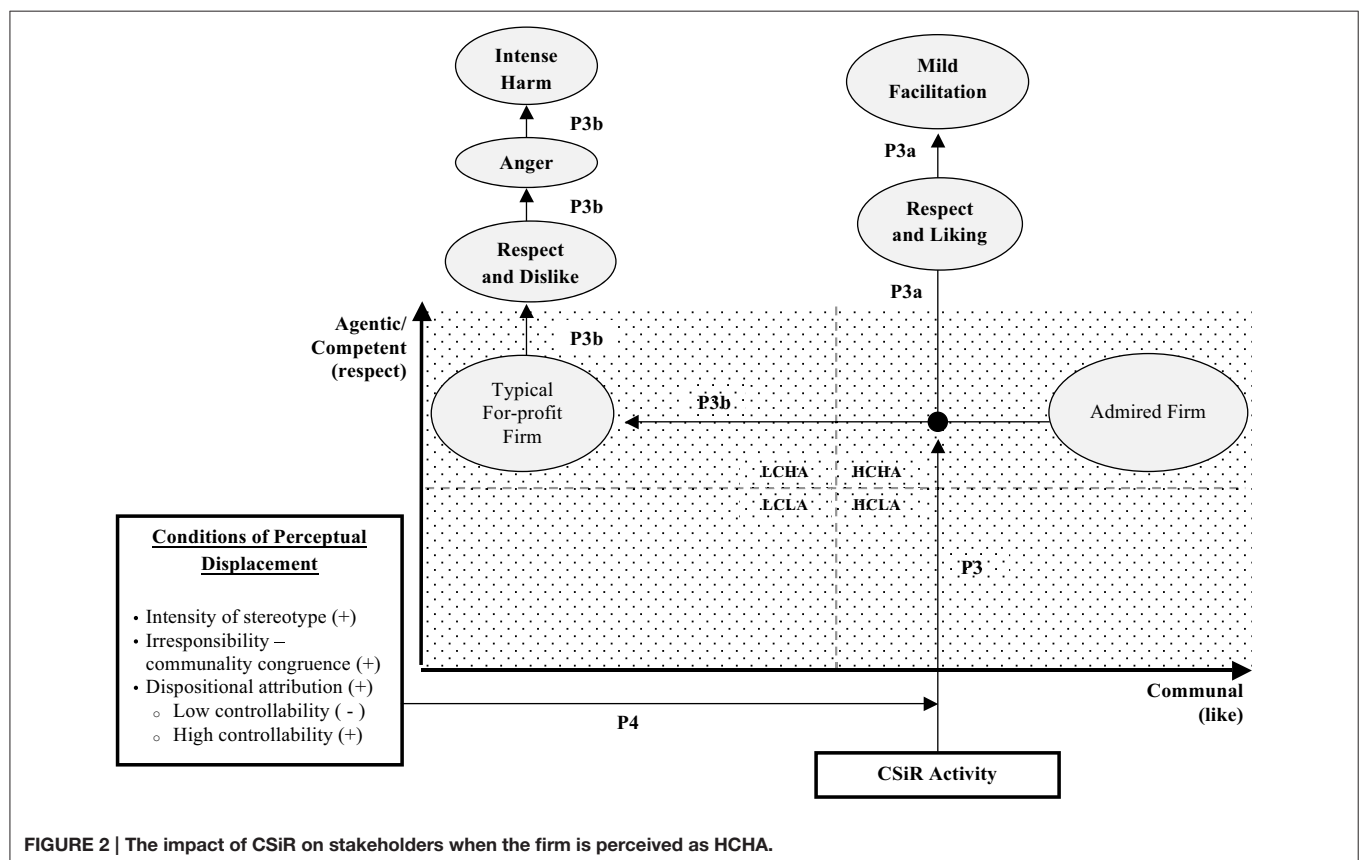 Intense
Harm
P3b
Anger
P3b
Respect
and Dislike
P3b
Mild
Facilitation
P3a
Respect
and Liking
P3a
Agentic/
Competent
(respect)
Typical
For-profit
Firm
P3b
Admired Firm
LCHA
HCHA
LCLA
HCLA
P3
Conditions of Perceptual
Displacement
• Intensity of stereotype (+)
• Irresponsibility –
communality congruence (+)
• Dispositional attribution (+)
○ Low controllability ( - )
○ High controllability (+)
P4
Communal
(like)
CSiR Activity
FIGURE 2 | The impact of CSiR on stakeholders when the firm is perceived as HCHA.